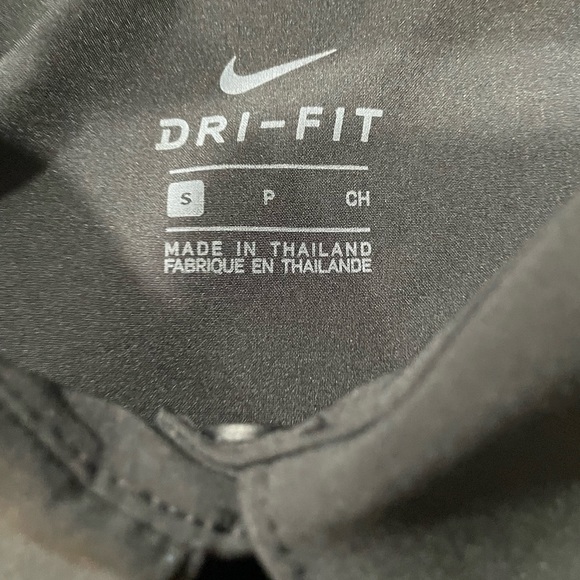 DRI-FIT
S P CH
MADE IN THAILAND
FABRIQUE EN THAILANDE